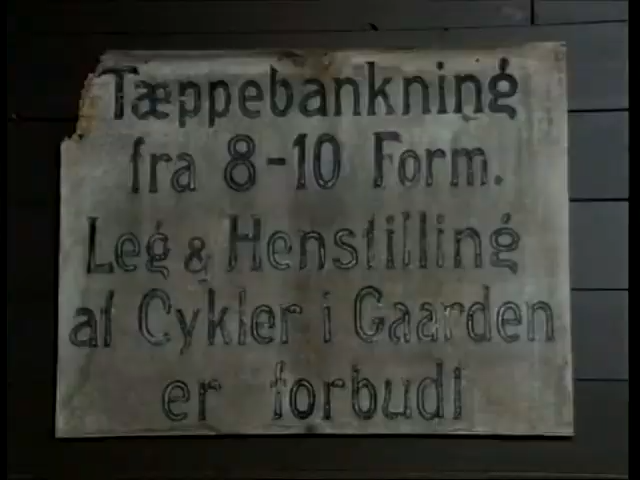 Tæppebankning
fra 8-10 Form.
Leg & Henstilling
af Cykler i Gaarden
er forbudt